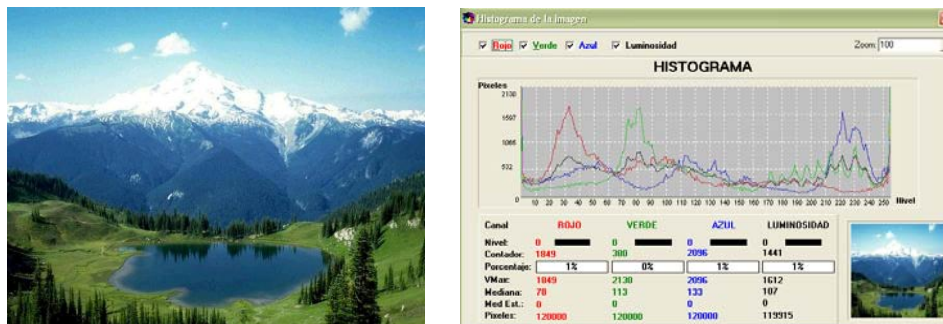 Histograma de la Imagen
Rojo Verde Azul Luminosidad Zoom: 100
HISTOGRAMA
Pixeles
2130
1597
1065
532
0
10 20 30 40 50 60 70 80 90 100 110 120 130 140 150 160 170 180 190 200 210 220 230 240 250 Nivel
Canal ROJO VERDE AZUL LUMINOSIDAD
Nivel: 0 0 0 0
Contador: 1849 380 2096 1441
Porcentaje: 1% 0% 1% 1%
VMax: 1849 2130 2096 1612
Mediana: 78 113 133 107
Med Est.: 0 0 0 0
Pixeles: 120000 120000 120000 119915